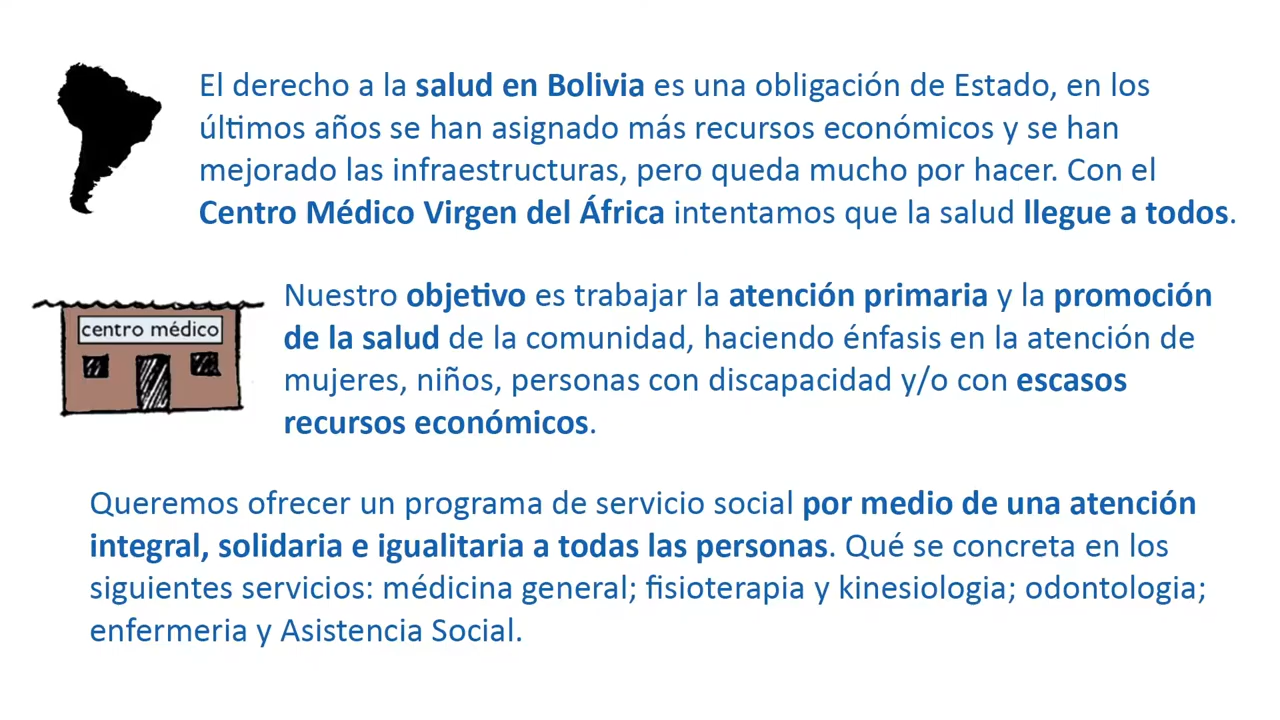 El derecho a la salud en Bolivia es una obligación de Estado, en los
últimos años se han asignado más recursos económicos y se han
mejorado las infraestructuras, pero queda mucho por hacer. Con el
Centro Médico Virgen del África intentamos que la salud llegue a todos.
centro médico
Nuestro objetivo es trabajar la atención primaria y la promoción
de la salud de la comunidad, haciendo énfasis en la atención de
mujeres, niños, personas con discapacidad y/o con escasos
recursos económicos.
Queremos ofrecer un programa de servicio social por medio de una atención
integral, solidaria e igualitaria a todas las personas. Qué se concreta en los
siguientes servicios: médicina general; fisioterapia y kinesiologia; odontologia;
enfermeria y Asistencia Social.